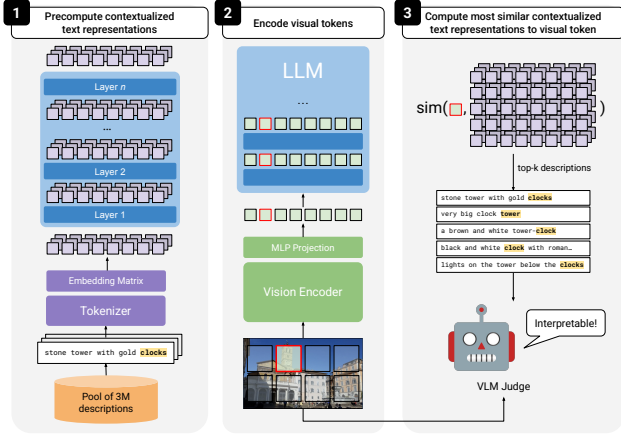 1
Precompute contextualized
text representations
Layer n
...
Layer 2
Layer 1
Embedding Matrix
Tokenizer
stone tower with gold clocks
Pool of 3M
descriptions
2
Encode visual tokens
LLM
...
MLP Projection
Vision Encoder
3
Compute most similar contextualized
text representations to visual token
sim( , )
top-k descriptions
stone tower with gold clocks
very big clock tower
a brown and white tower-clock
black and white clock with roman…
lights on the tower below the clocks
Interpretable!
VLM Judge